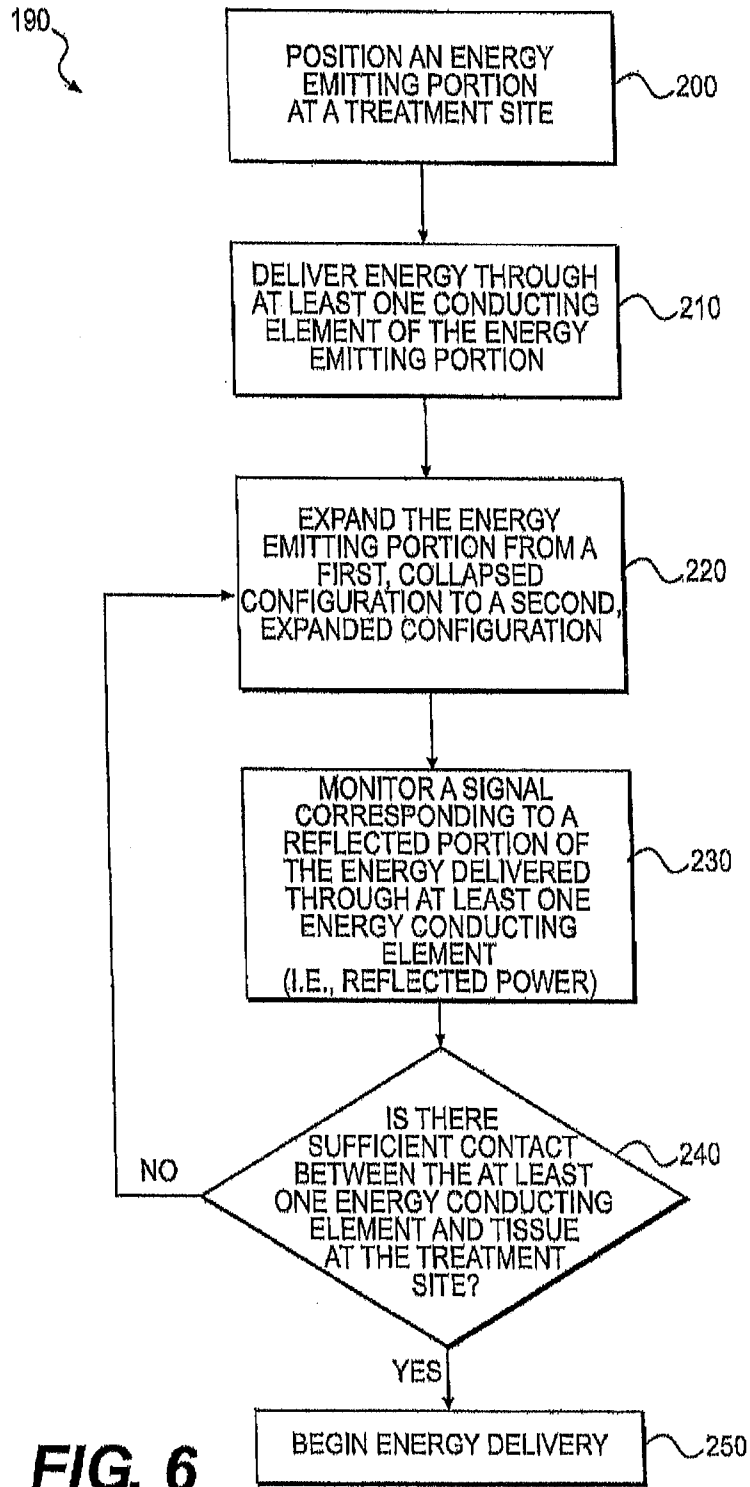 190
POSITION AN ENERGY
EMITTING PORTION
AT A TREATMENT SITE
200
DELIVER ENERGY THROUGH
AT LEAST ONE CONDUCTING
ELEMENT OF THE ENERGY
EMITTING PORTION
210
EXPAND THE ENERGY
EMITTING PORTION FROM A
FIRST, COLLAPSED
CONFIGURATION TO A SECOND,
EXPANDED CONFIGURATION
220
MONITOR A SIGNAL
CORRESPONDING TO A
REFLECTED PORTION OF
THE ENERGY DELIVERED
THROUGH AT LEAST ONE
ENERGY CONDUCTING
ELEMENT
(I.E., REFLECTED POWER)
230
IS THERE
SUFFICIENT CONTACT
BETWEEN THE AT LEAST
ONE ENERGY CONDUCTING
ELEMENT AND TISSUE
AT THE TREATMENT
SITE?
240
NO
YES
BEGIN ENERGY DELIVERY
250
FIG. 6